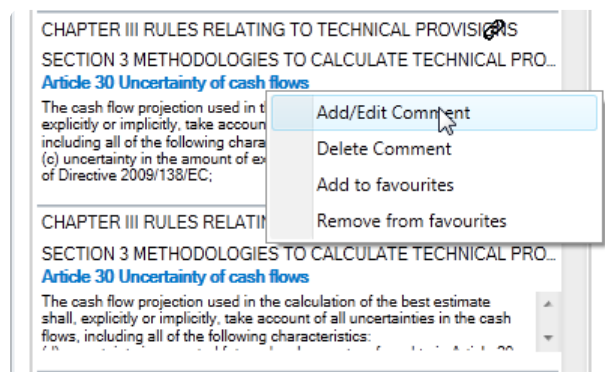 CHAPTER III RULES RELATING TO TECHNICAL PROVISIONS
SECTION 3 METHODOLOGIES TO CALCULATE TECHNICAL PRO...
Article 30 Uncertainty of cash flows
The cash flow projection used in
explicitly or implicitly, take
including all of the following
(c) uncertainty in the amount of
of Directive 2009/138/EC;
Add/Edit Comment
Delete Comment
Add to favourites
Remove from favourites
CHAPTER III RULES
SECTION 3 METHODOLOGIES TO CALCULATE TECHNICAL PRO...
Article 30 Uncertainty of cash flows
The cash flow projection used in the calculation of the best estimate
shall, explicitly or implicitly, take account of all uncertainties in the cash
flows, including all of the following characteristics: